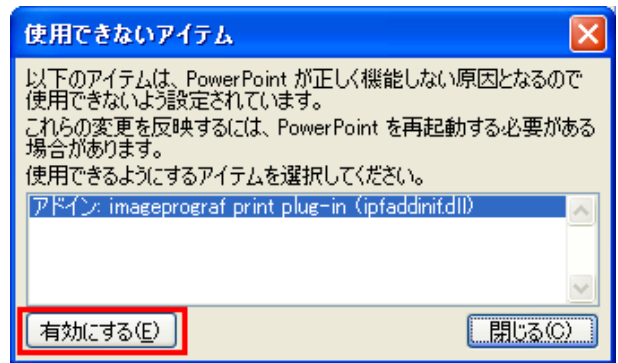 使用できないアイテム
以下のアイテムは、PowerPoint が正しく機能しない原因となるので
使用できないよう設定されています。
これらの変更を反映するには、PowerPoint を再起動する必要がある
場合があります。
使用できるようにするアイテムを選択してください。
アドイン: imageprograf print plug-in (ipfaddinif.dll)
有効にする(E) 閉じる(C)